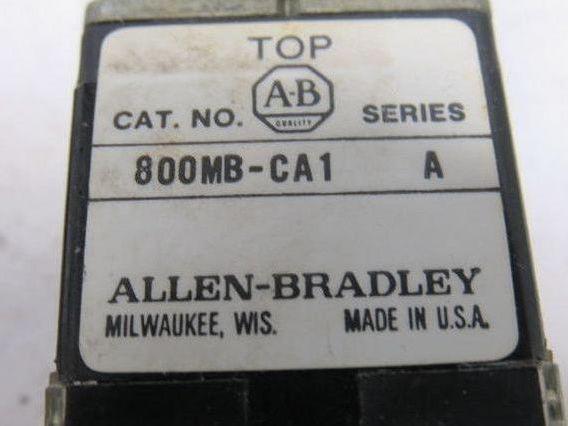 TOP
A-B
QUALITY
CAT. NO. SERIES
800MB-CA1 A
ALLEN-BRADLEY
MILWAUKEE, WIS. MADE IN U.S.A.